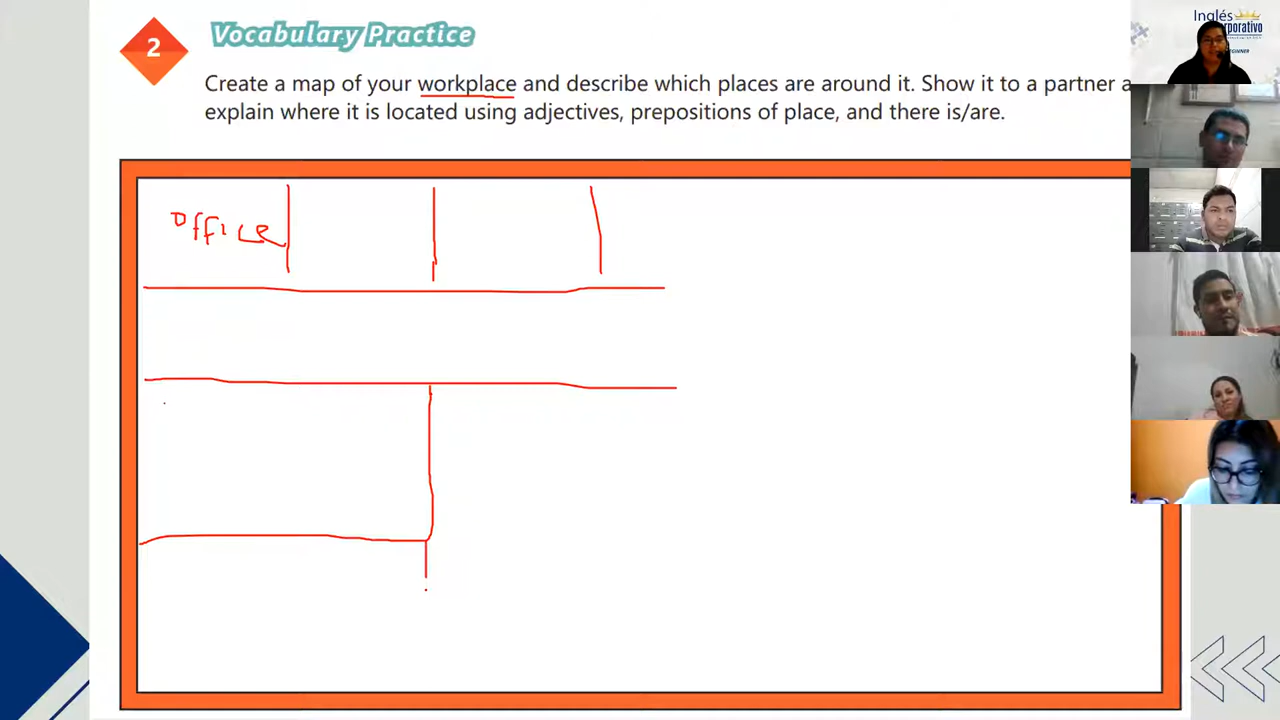 2
Vocabulary Practice
Create a map of your workplace and describe which places are around it. Show it to a partner a
explain where it is located using adjectives, prepositions of place, and there is/are.
Office
Inglés